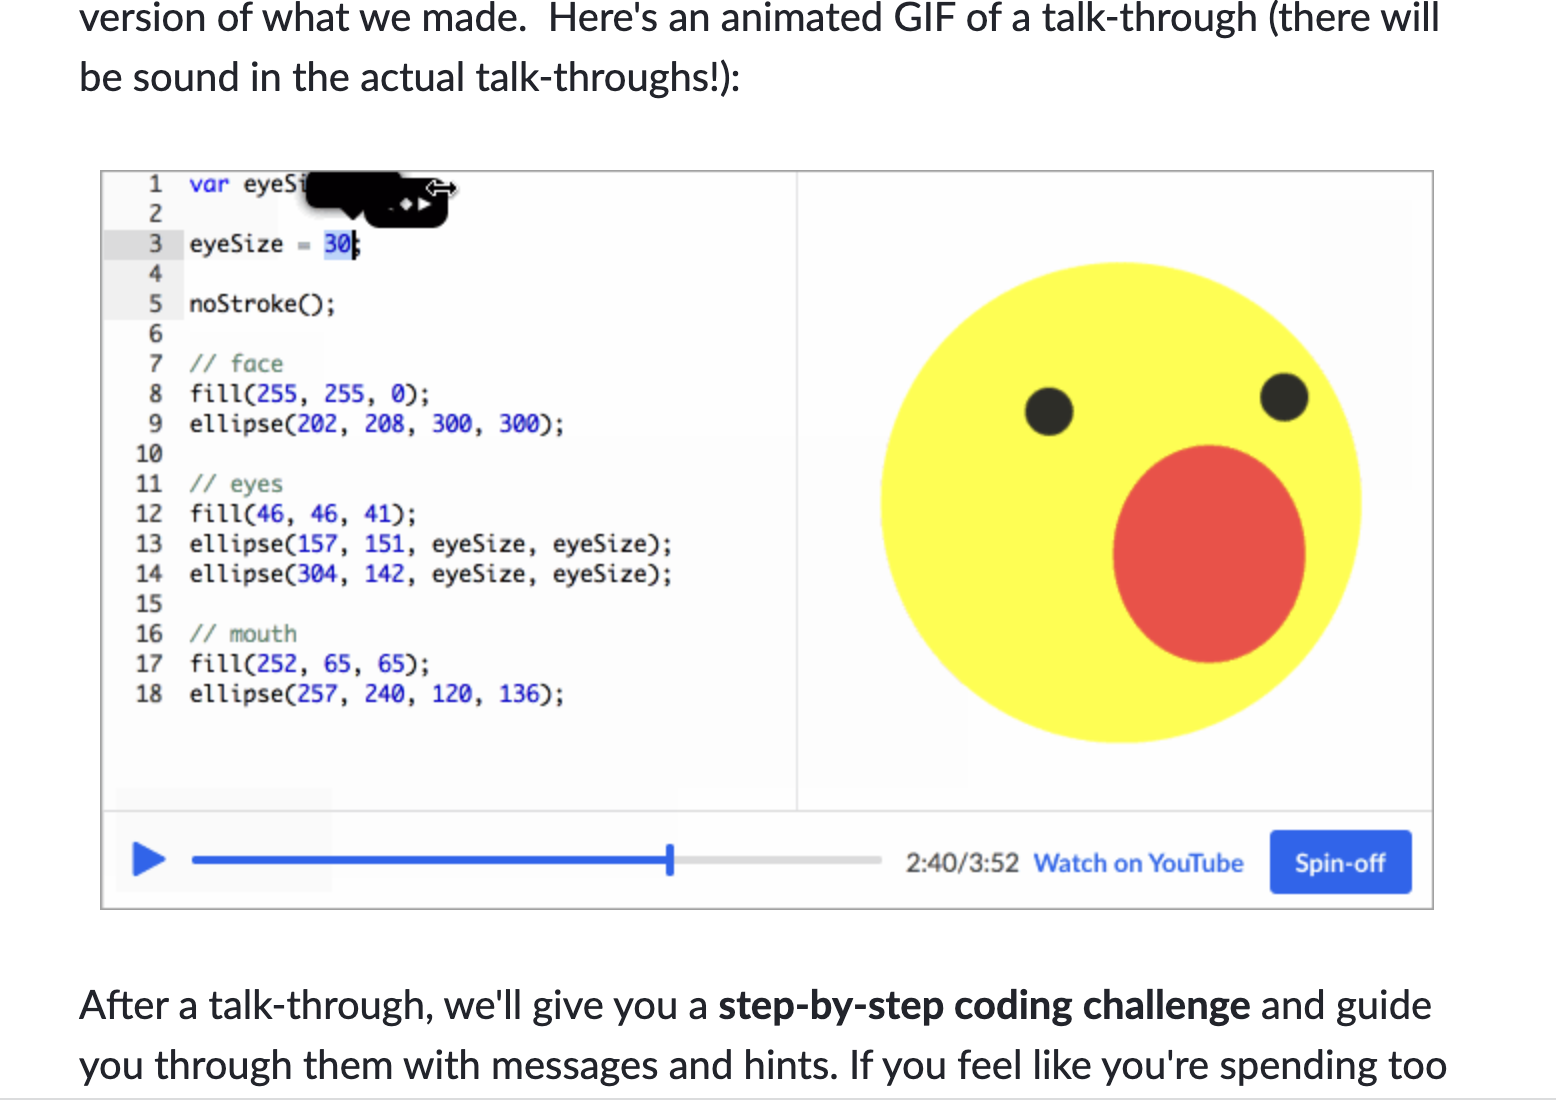 version of what we made.  Here's an animated GIF of a talk-through (there will
be sound in the actual talk-throughs!):
1 var eyeSi
2
3 eyeSize = 30;
4
5 noStroke();
6
7 // face
8 fill(255, 255, 0);
9 ellipse(202, 208, 300, 300);
10
11 // eyes
12 fill(46, 46, 41);
13 ellipse(157, 151, eyeSize, eyeSize);
14 ellipse(304, 142, eyeSize, eyeSize);
15
16 // mouth
17 fill(252, 65, 65);
18 ellipse(257, 240, 120, 136);
2:40/3:52 Watch on YouTube Spin-off
After a talk-through, we'll give you a step-by-step coding challenge and guide
you through them with messages and hints. If you feel like you're spending too